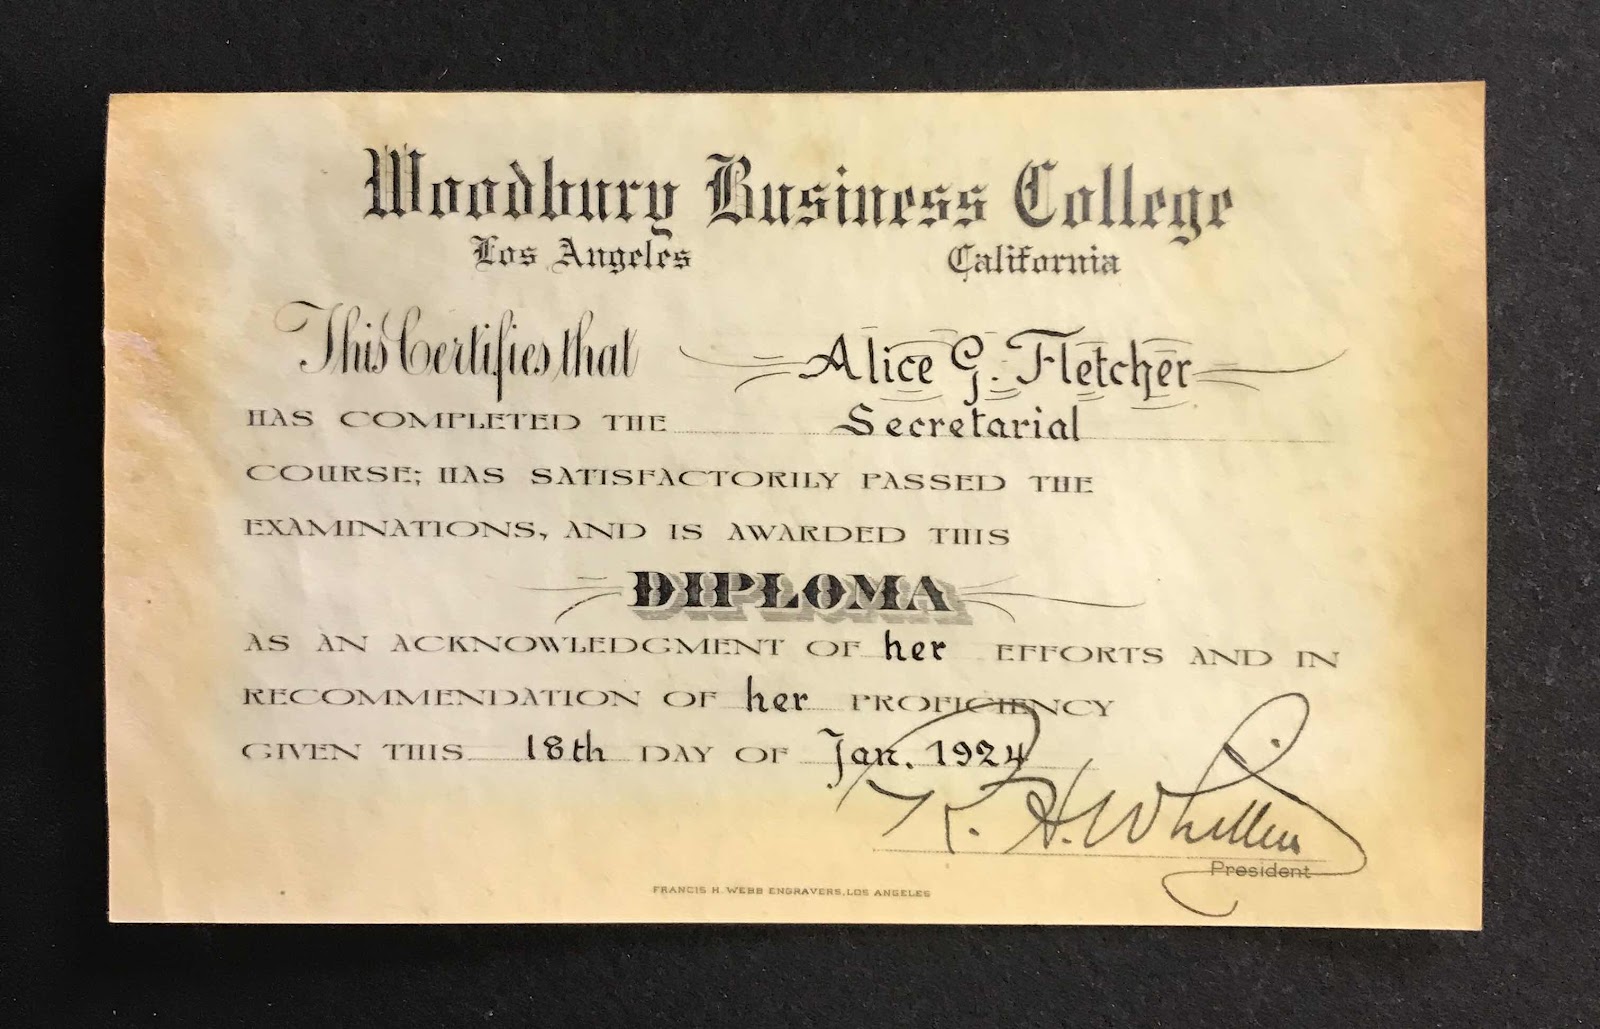 Woodbury Business College
Los Angeles California
This Certifies that Alice G. Fletcher
HAS COMPLETED THE Secretarial
COURSE; HAS SATISFACTORILY PASSED THE
EXAMINATIONS, AND IS AWARDED THIS
DIPLOMA
AS AN ACKNOWLEDGMENT OF her EFFORTS AND IN
RECOMMENDATION OF her PROFICIENCY
GIVEN THIS 18th DAY OF Jan. 1924
R. H. Whitten
President
FRANCIS H. WEBB ENGRAVERS, LOS ANGELES